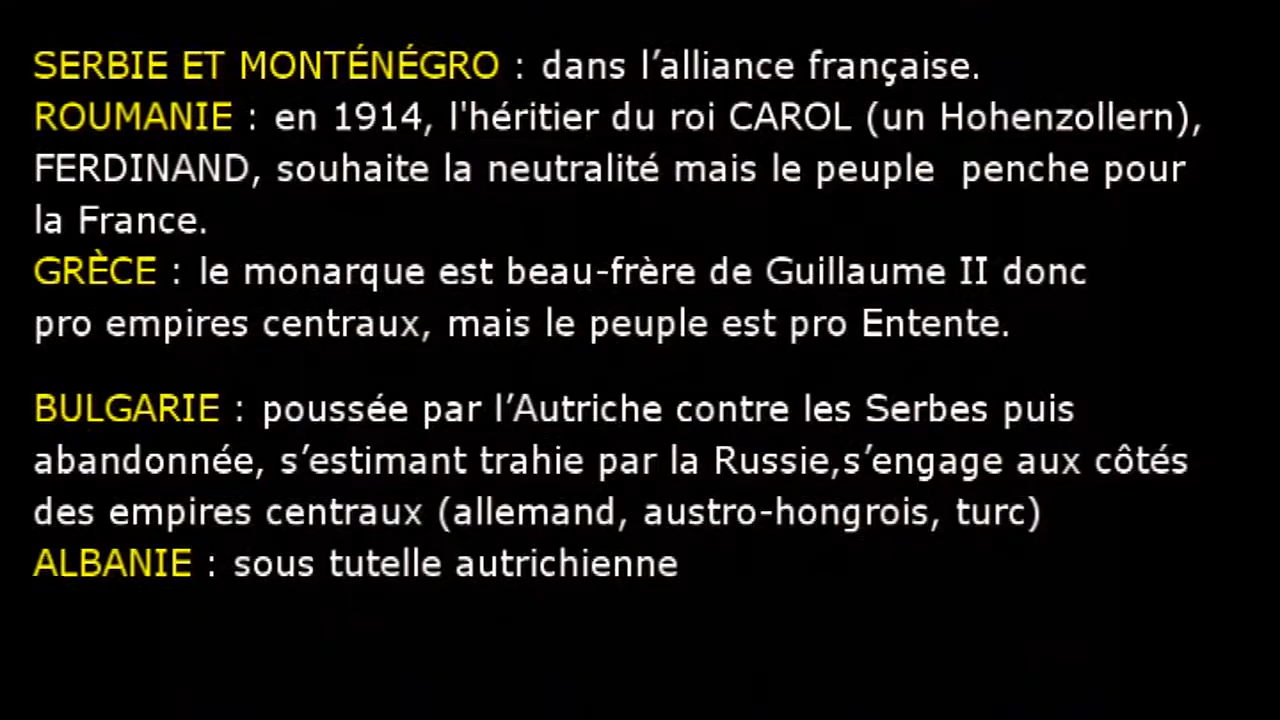 SERBIE ET MONTÉNÉGRO : dans l’alliance française.
ROUMANIE : en 1914, l'héritier du roi CAROL (un Hohenzollern),
FERDINAND, souhaite la neutralité mais le peuple  penche pour
la France.
GRÈCE : le monarque est beau-frère de Guillaume II donc
pro empires centraux, mais le peuple est pro Entente.
BULGARIE : poussée par l’Autriche contre les Serbes puis
abandonnée, s’estimant trahie par la Russie,s’engage aux côtés
des empires centraux (allemand, austro-hongrois, turc)
ALBANIE : sous tutelle autrichienne